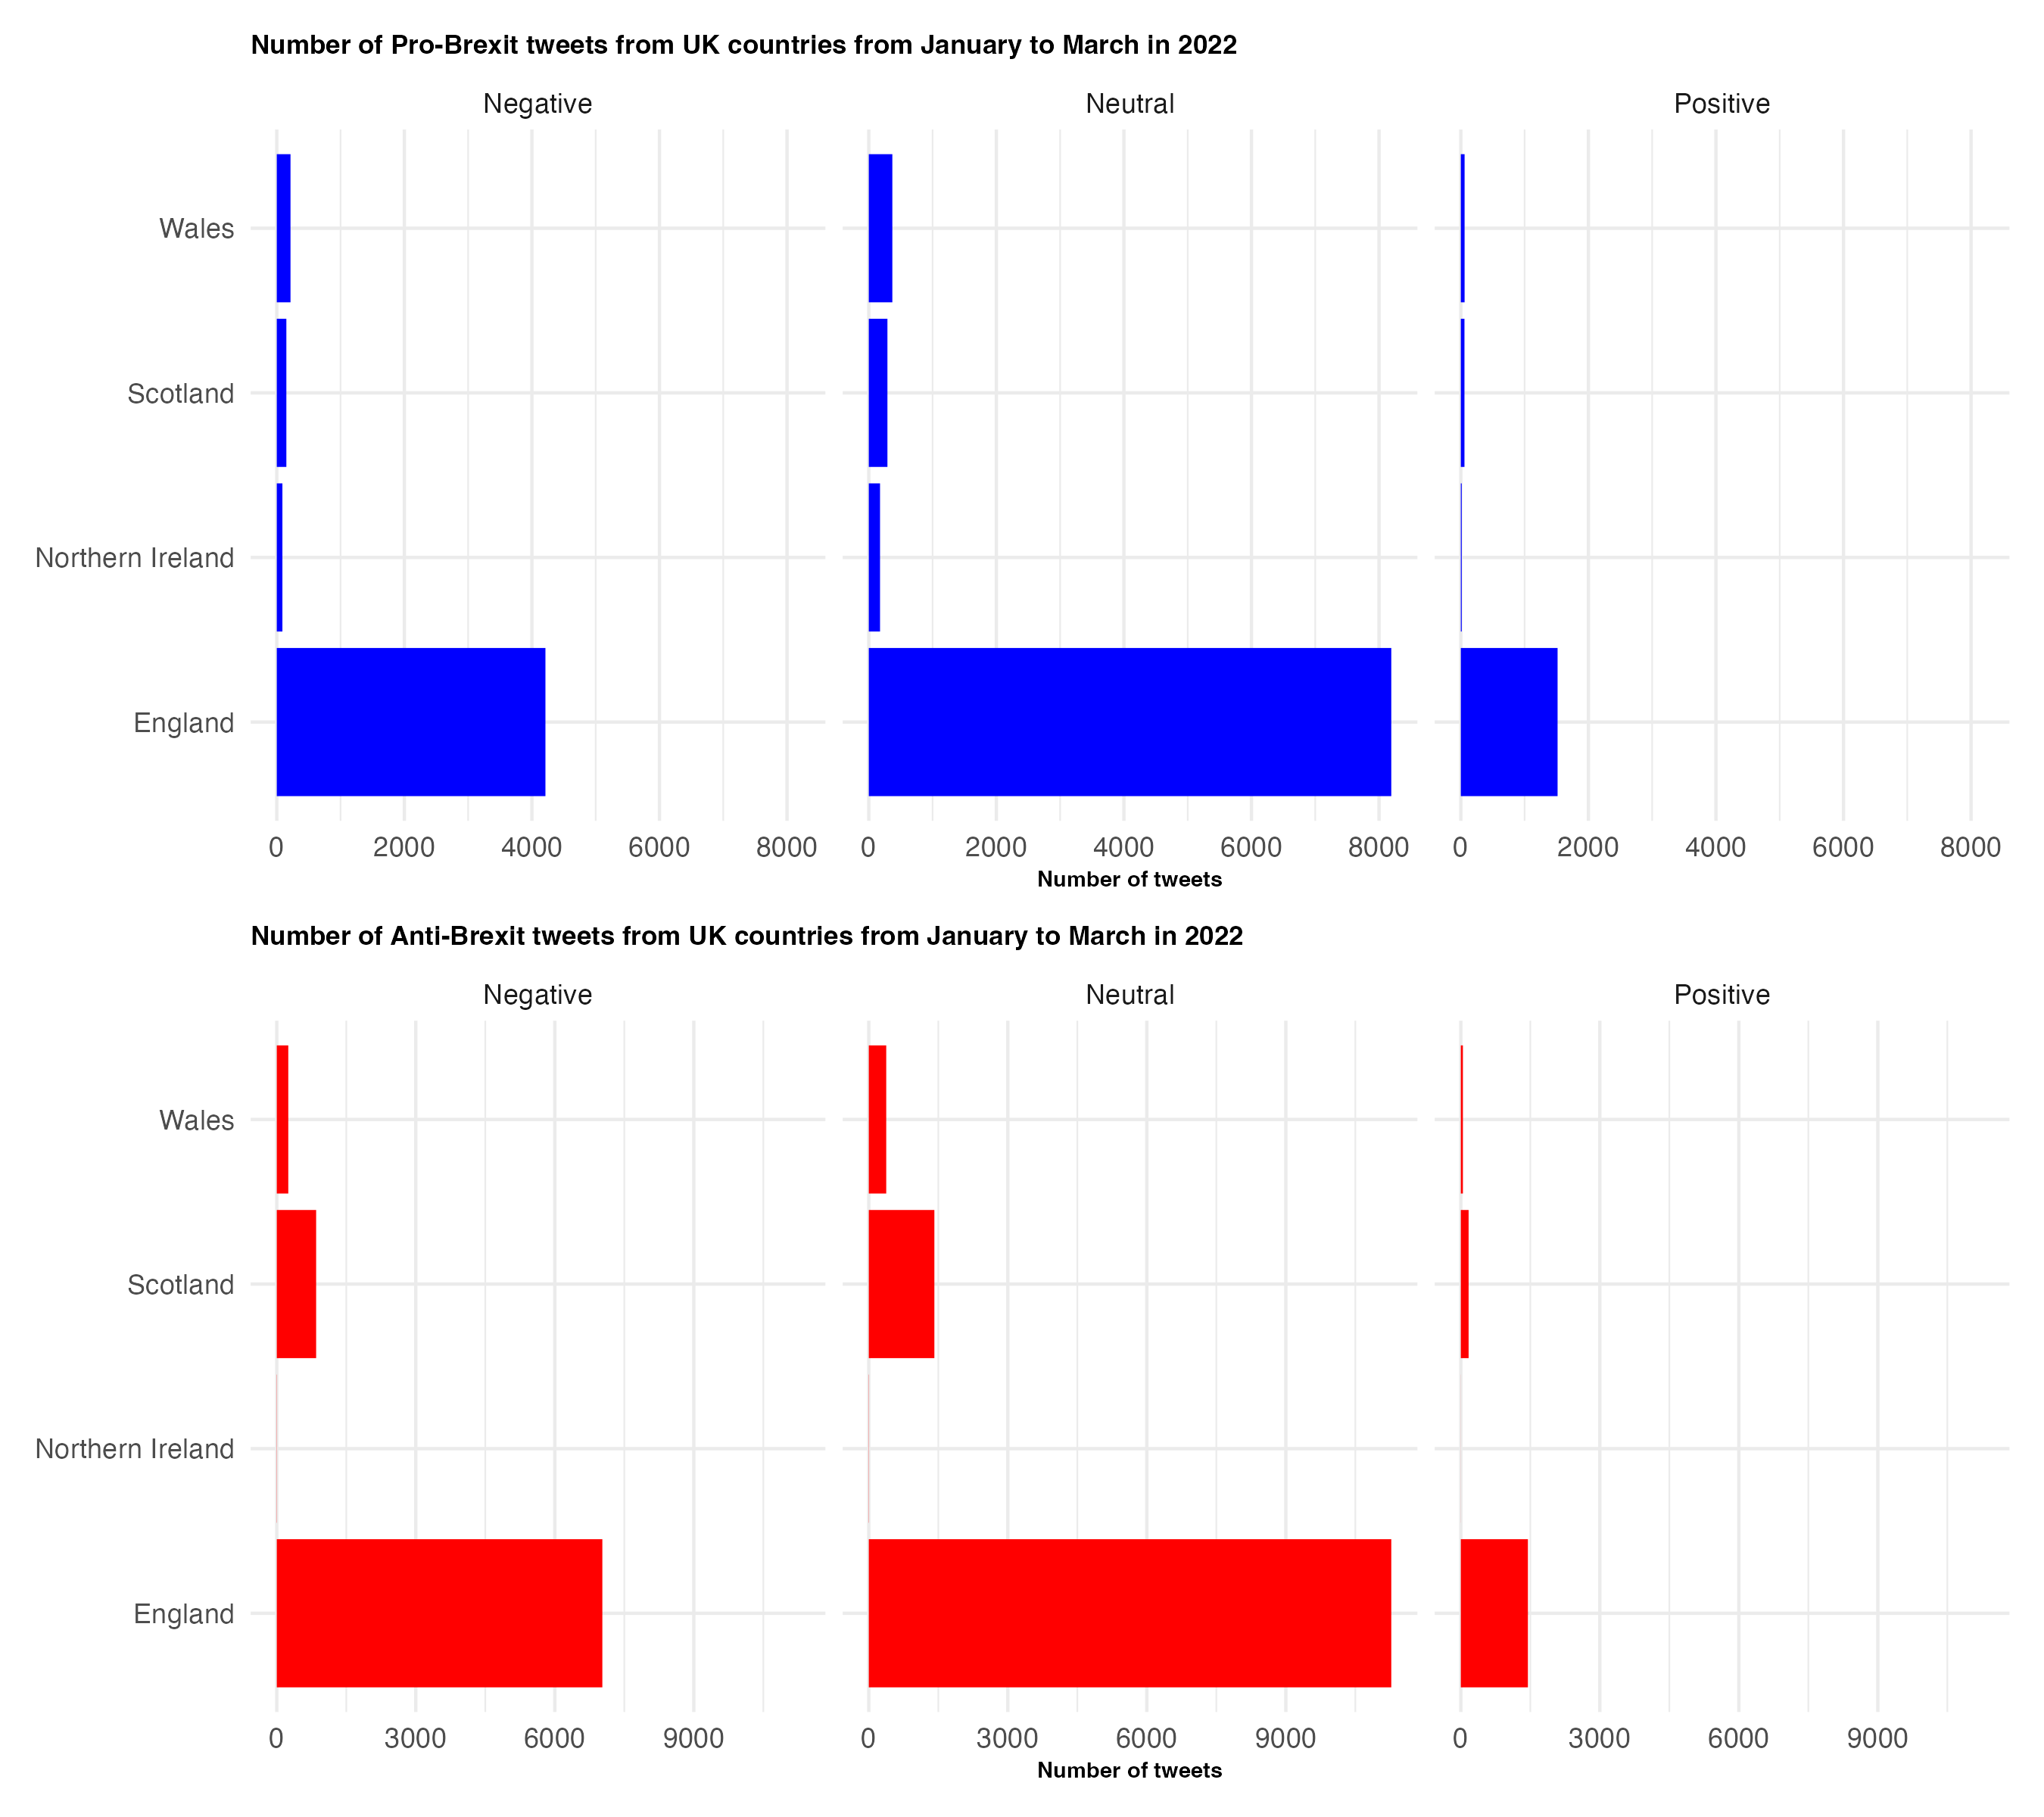 Number of Pro-Brexit tweets from UK countries from January to March in 2022
Negative Neutral Positive
Wales
Scotland
Northern Ireland
England
0 2000 4000 6000 8000 0 2000 4000 6000 8000 0 2000 4000 6000 8000
Number of tweets
Number of Anti-Brexit tweets from UK countries from January to March in 2022
Negative Neutral Positive
Wales
Scotland
Northern Ireland
England
0 3000 6000 9000 0 3000 6000 9000 0 3000 6000 9000
Number of tweets